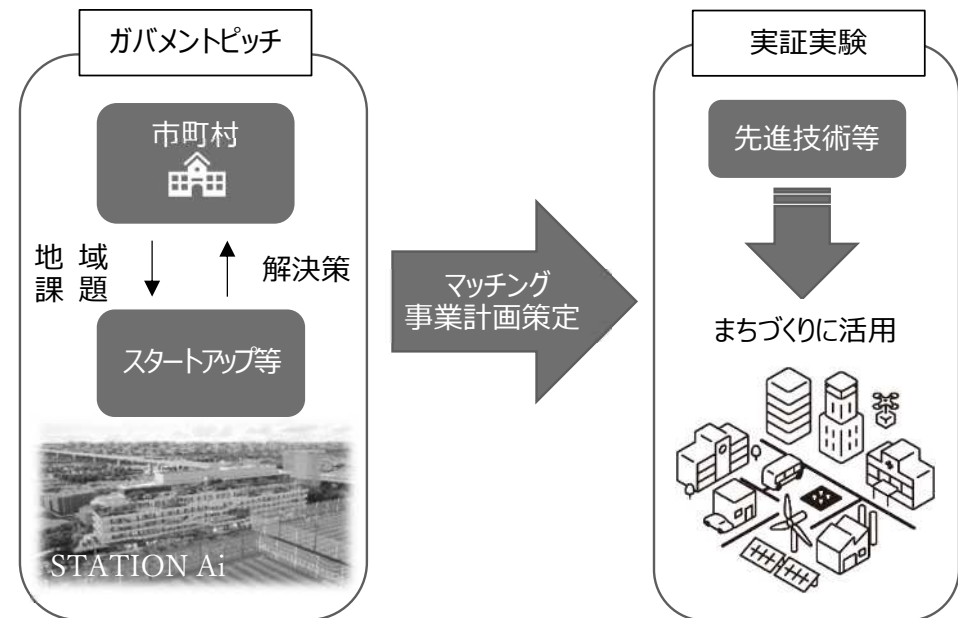 ガバメントピッチ
市町村
地域
課題
解決策
スタートアップ等
STATION Ai
マッチング
事業計画策定
実証実験
先進技術等
まちづくりに活用